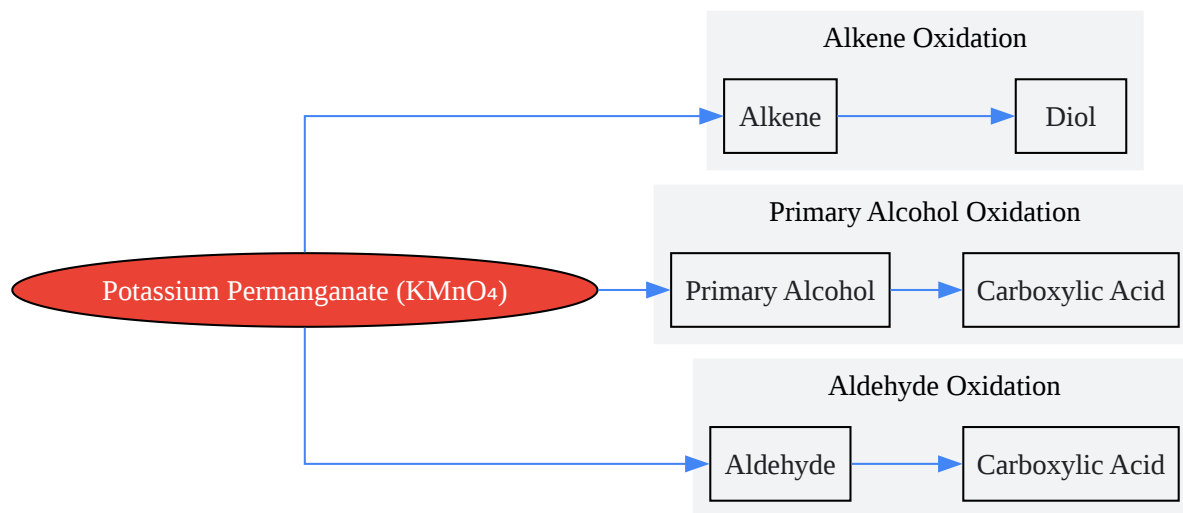 Alkene Oxidation
Alkene
Diol
Primary Alcohol Oxidation
Potassium Permanganate (KMnO₄)
Primary Alcohol
Carboxylic Acid
Aldehyde Oxidation
Aldehyde
Carboxylic Acid